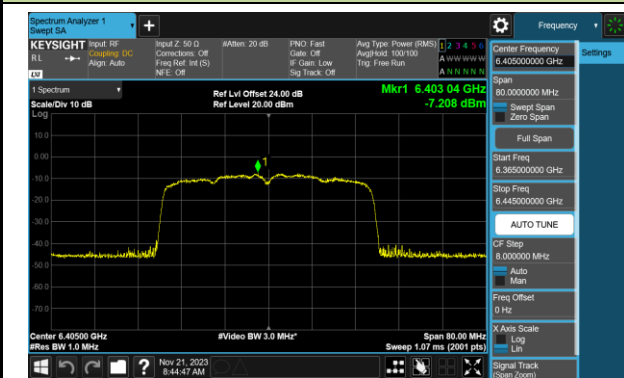 Spectrum Analyzer 1
Swept SA
+
Frequency
KEYSIGHT
RL
LXI
Input: RF
Coupling: DC
Align: Auto
Input Z: 50 Ω
Corrections: Off
Freq Ref: Int (S)
NFE: Off
#Atten: 20 dB
PNO: Fast
Gate: Off
IF Gain: Low
Sig Track: Off
Avg Type: Power (RMS)
Avg|Hold: 100/100
Trig: Free Run
1 2 3 4 5 6
A W W W W W
A N N N N N
1 Spectrum
Scale/Div 10 dB
Log
Ref Lvl Offset 24.00 dB
Ref Level 20.00 dBm
Mkr1 6.403 04 GHz
-7.208 dBm
10.0
0.00
-10.0
-20.0
-30.0
-40.0
-50.0
-60.0
-70.0
1
Center 6.40500 GHz
#Res BW 1.0 MHz
#Video BW 3.0 MHz*
Span 80.00 MHz
Sweep 1.07 ms (2001 pts)
Center Frequency
6.405000000 GHz
Span
80.0000000 MHz
Swept Span
Zero Span
Full Span
Start Freq
6.365000000 GHz
Stop Freq
6.445000000 GHz
AUTO TUNE
CF Step
8.000000 MHz
Auto
Man
Freq Offset
0 Hz
X Axis Scale
Log
Lin
Signal Track
(Span Zoom)
Settings
?
Nov 21, 2023
8:44:47 AM